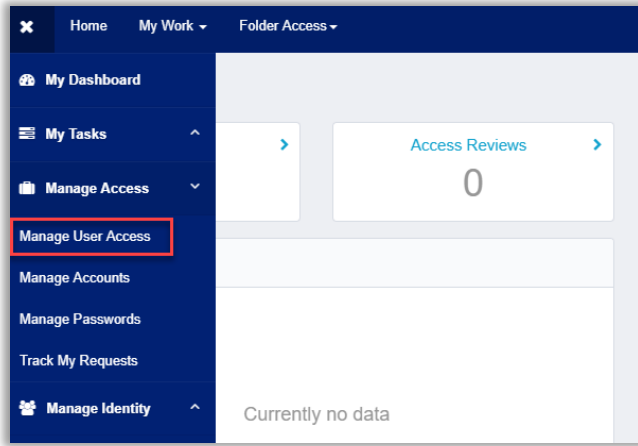 Home My Work Folder Access
My Dashboard
My Tasks
Access Reviews
0
Manage Access
Manage User Access
Manage Accounts
Manage Passwords
Track My Requests
Manage Identity
Currently no data